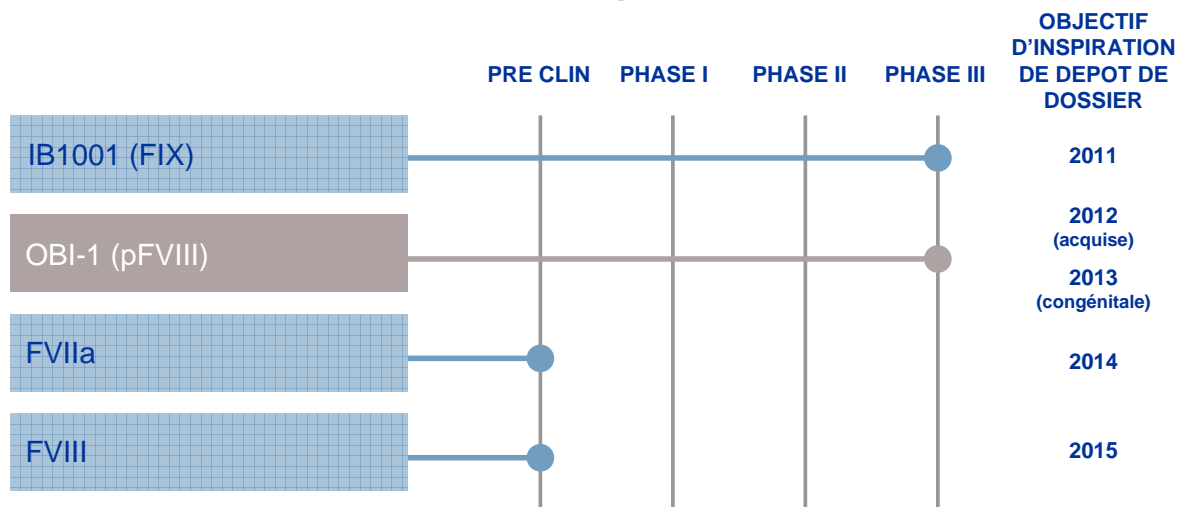 OBJECTIF
D'INSPIRATION
PRE CLIN PHASE I PHASE II PHASE III DE DEPOT DE
DOSSIER
IB1001 (FIX) 2011
2012
(acquise)
OBI-1 (pFVIII)
2013
(congénitale)
FVIIa 2014
FVIII 2015